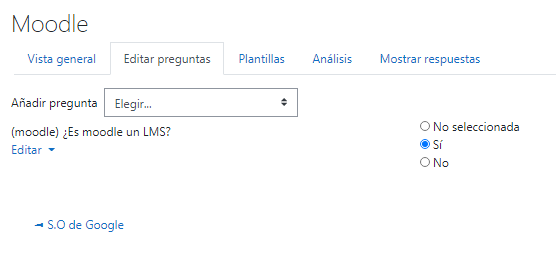 Moodle
Vista general Editar preguntas Plantillas Análisis Mostrar respuestas
Añadir pregunta Elegir...
(moodle) ¿Es moodle un LMS?
Editar
No seleccionada
Sí
No
S.O de Google